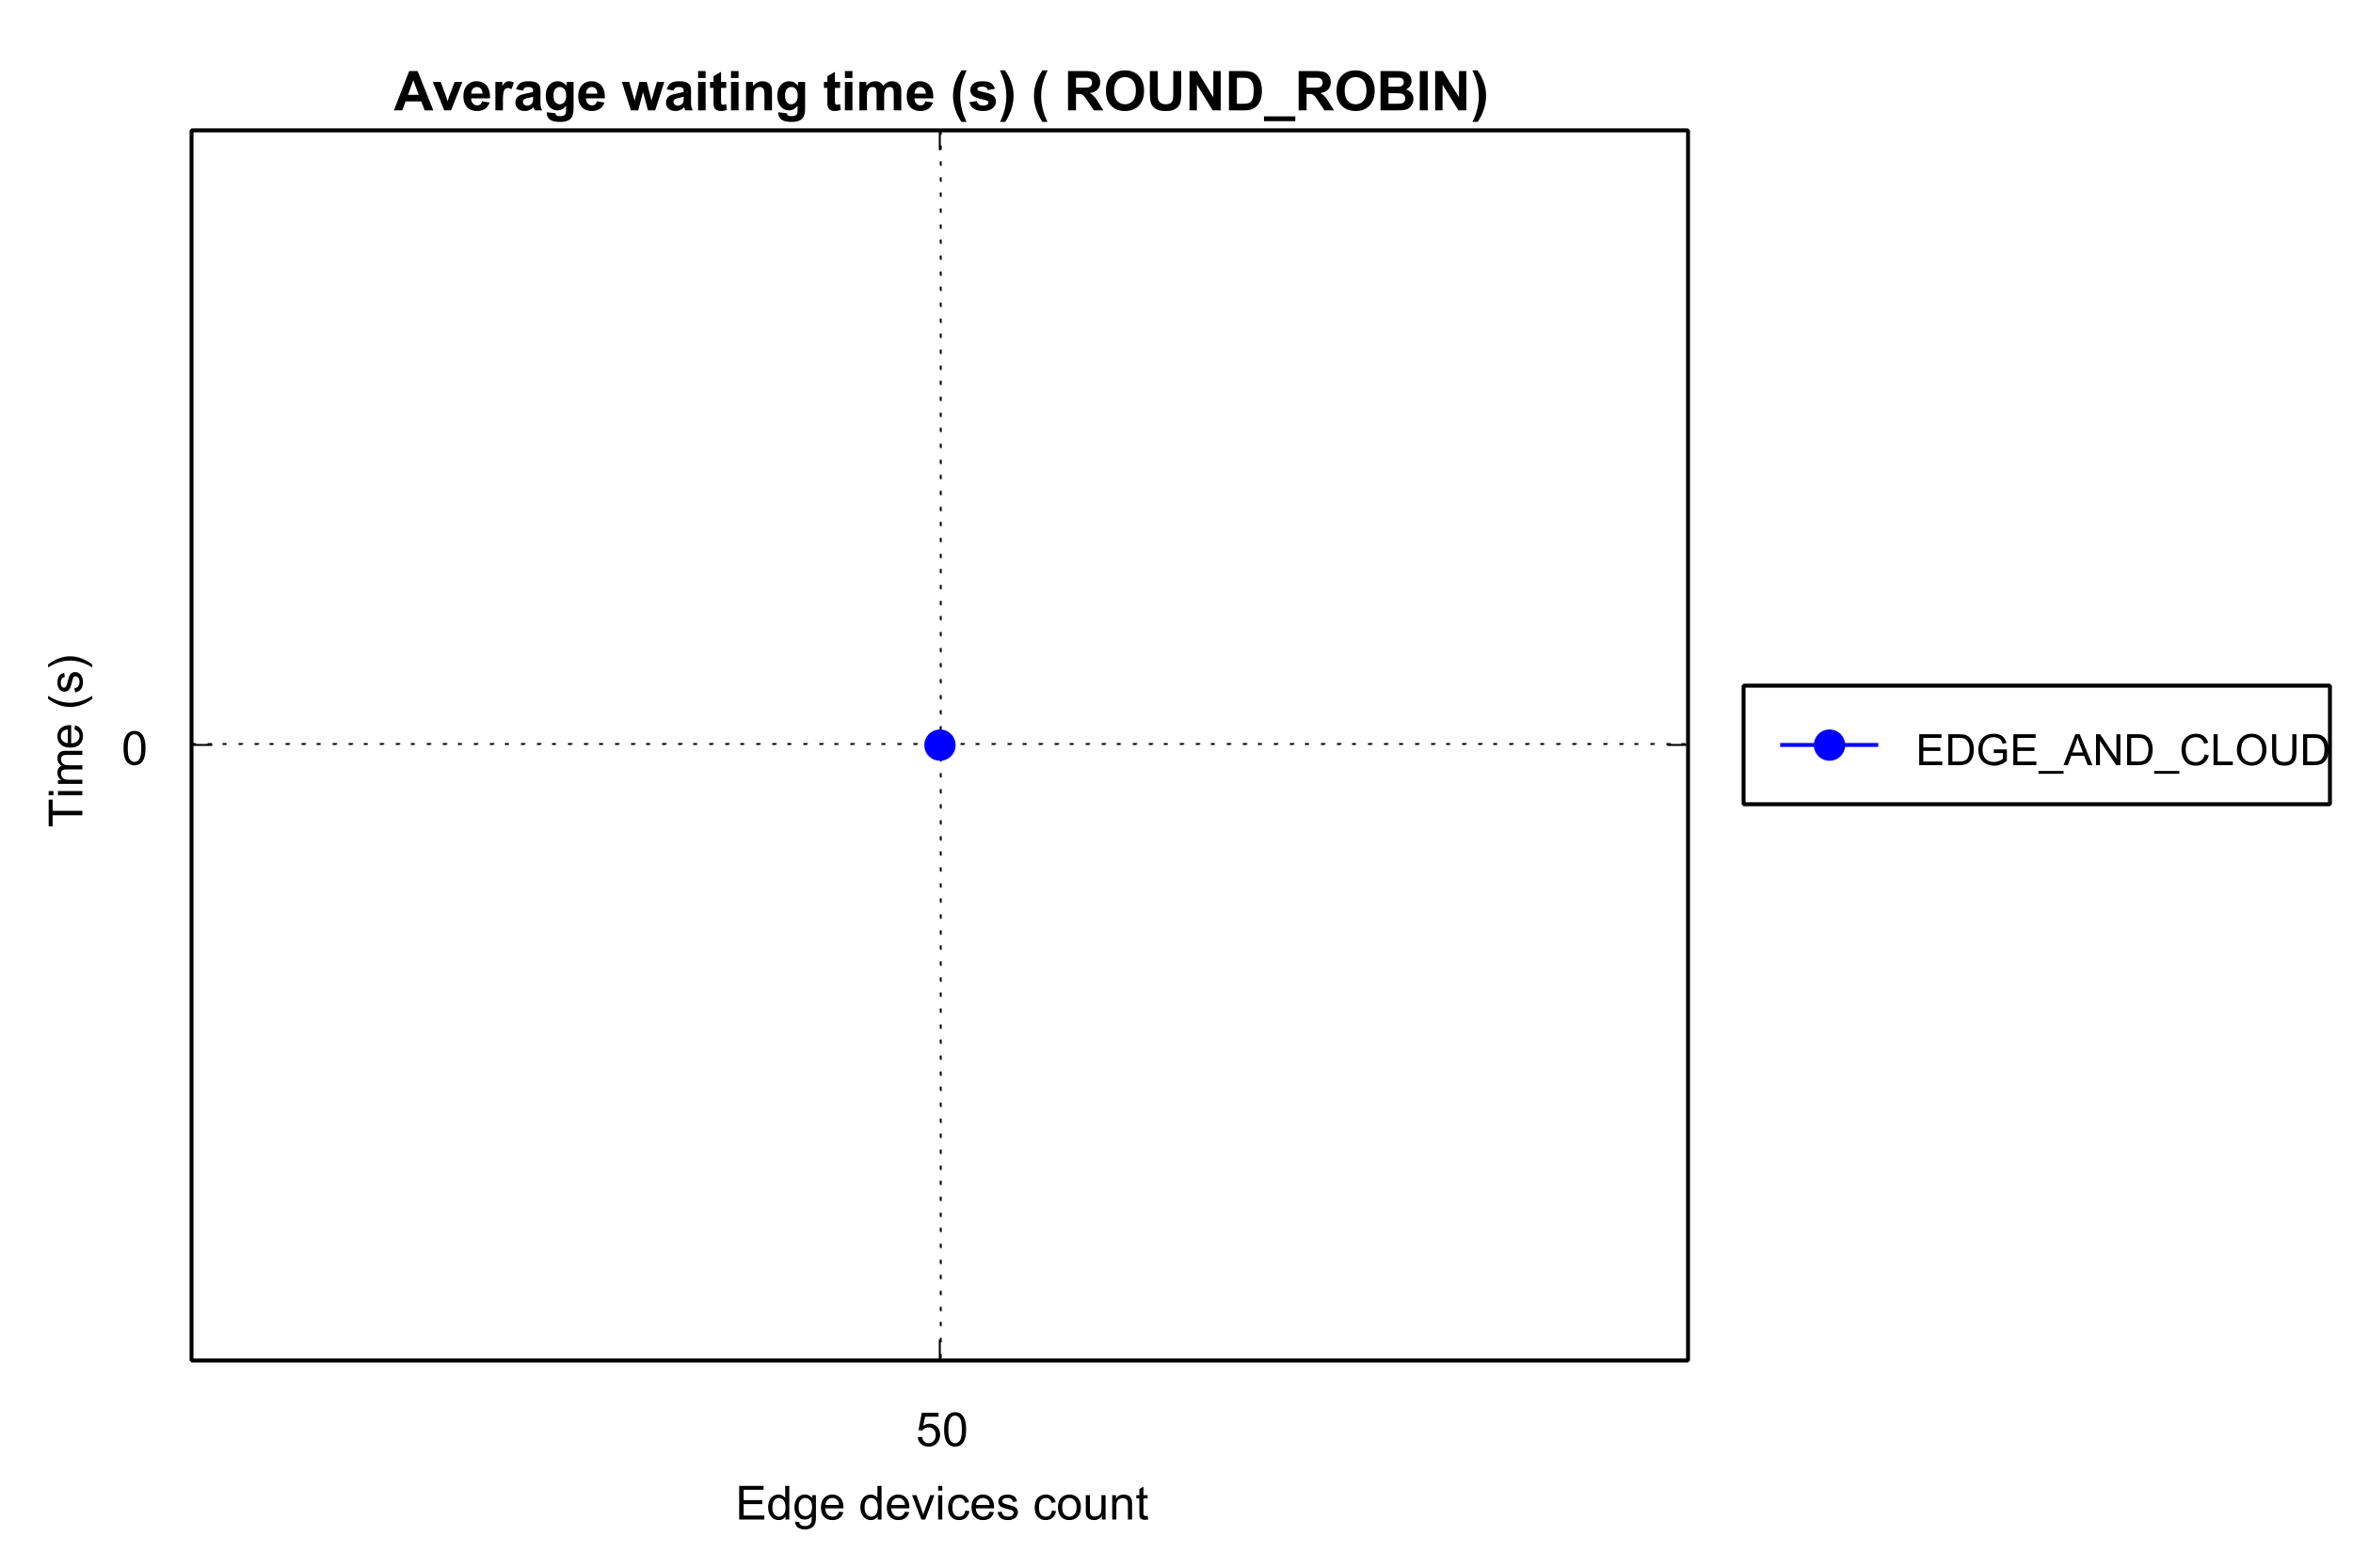 Average waiting time (s)( ROUND_ROBIN)
Time (s)
0
EDGE_AND_CLOUD
50
Edge devices count